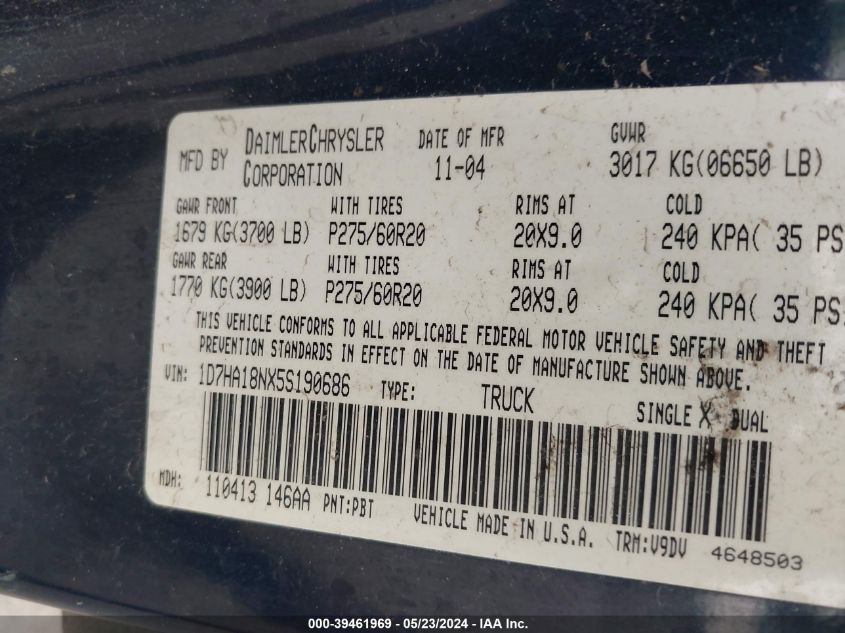 MFD BY DAIMLERCHRYSLER CORPORATION DATE OF MFR 11-04 GVWR 3017 KG(06650 LB)
GAWR FRONT WITH TIRES RIMS AT COLD
1679 KG(3700 LB) P275/60R20 20X9.0 240 KPA( 35 PS
GAWR REAR WITH TIRES RIMS AT COLD
1770 KG(3900 LB) P275/60R20 20X9.0 240 KPA( 35 PS
THIS VEHICLE CONFORMS TO ALL APPLICABLE FEDERAL MOTOR VEHICLE SAFETY AND THEFT
PREVENTION STANDARDS IN EFFECT ON THE DATE OF MANUFACTURE SHOWN ABOVE.
VIN: 1D7HA18NX5S190686 TYPE: TRUCK SINGLE X DUAL
MDH: 110413 146AA PNT:PBT VEHICLE MADE IN U.S.A. TRM:V9DV 4648503
000-39461969 - 05/23/2024 - IAA Inc.